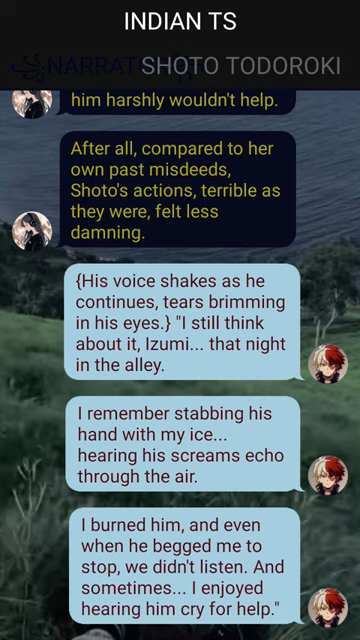 INDIAN TS
SHOTO TODOROKI
him harshly wouldn't help.
After all, compared to her
own past misdeeds,
Shoto's actions, terrible as
they were, felt less
damning.
{His voice shakes as he
continues, tears brimming
in his eyes.} "I still think
about it, Izumi... that night
in the alley.
I remember stabbing his
hand with my ice...
hearing his screams echo
through the air.
I burned him, and even
when he begged me to
stop, we didn't listen. And
sometimes... I enjoyed
hearing him cry for help."